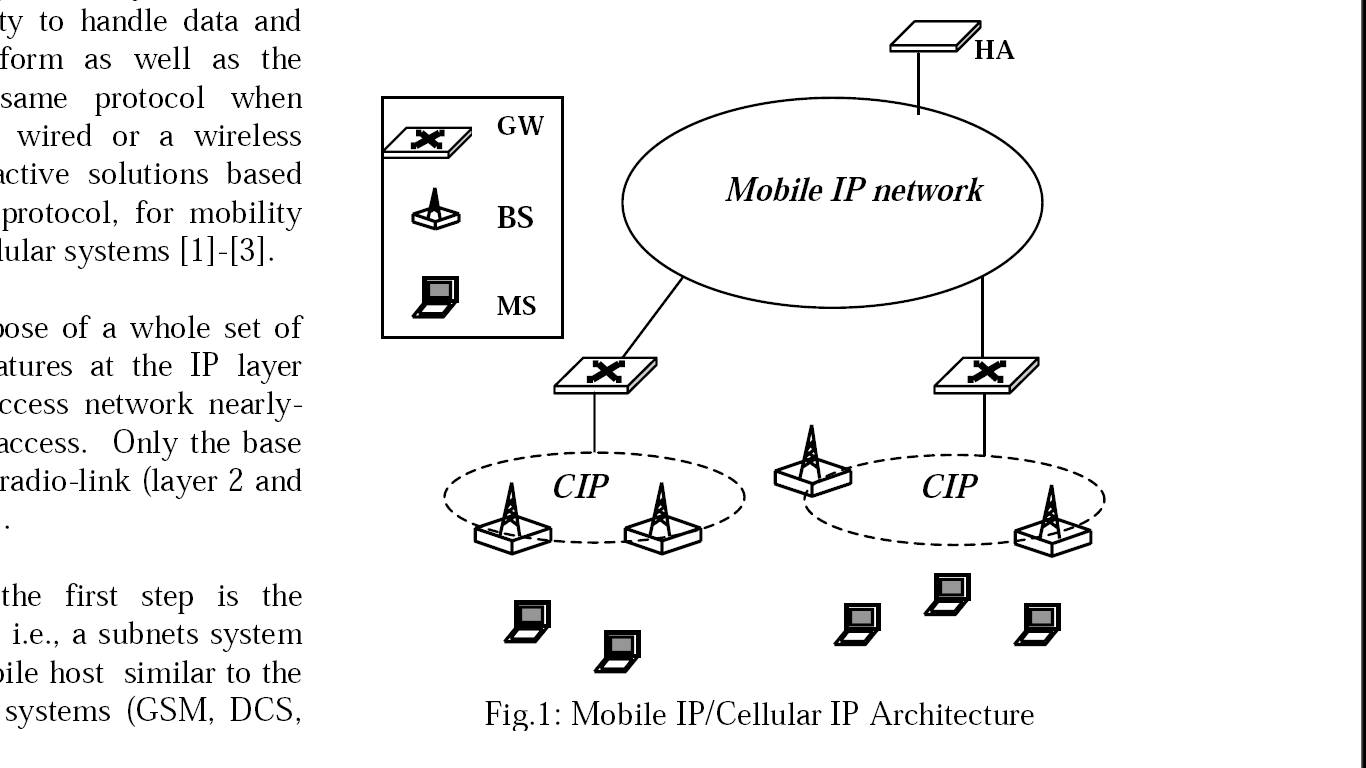 ty to handle data and
form as well as the
same protocol when
wired or a wireless
active solutions based
protocol, for mobility
lular systems [1]-[3].
pose of a whole set of
atures at the IP layer
ccess network nearly-
access. Only the base
radio-link (layer 2 and
.
the first step is the
i.e., a subnets system
bile host similar to the
systems (GSM, DCS,
HA
GW
BS
MS
Mobile IP network
CIP
CIP
Fig.1: Mobile IP/Cellular IP Architecture